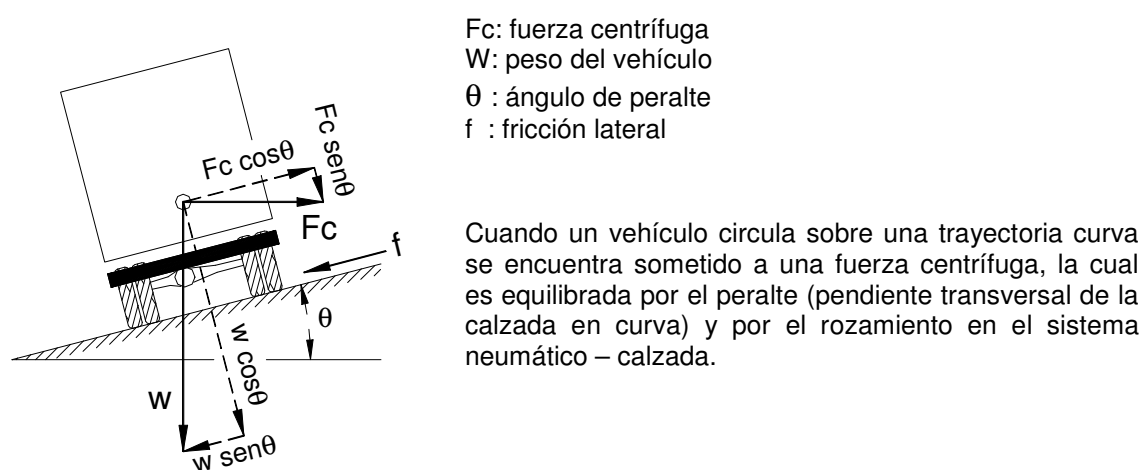 Fc: fuerza centrífuga
W: peso del vehículo
θ : ángulo de peralte
f : fricción lateral
Fc cosθ
Fc senθ
Fc
f
θ
w cosθ
w
w senθ
Cuando un vehículo circula sobre una trayectoria curva
se encuentra sometido a una fuerza centrífuga, la cual
es equilibrada por el peralte (pendiente transversal de la
calzada en curva) y por el rozamiento en el sistema
neumático – calzada.